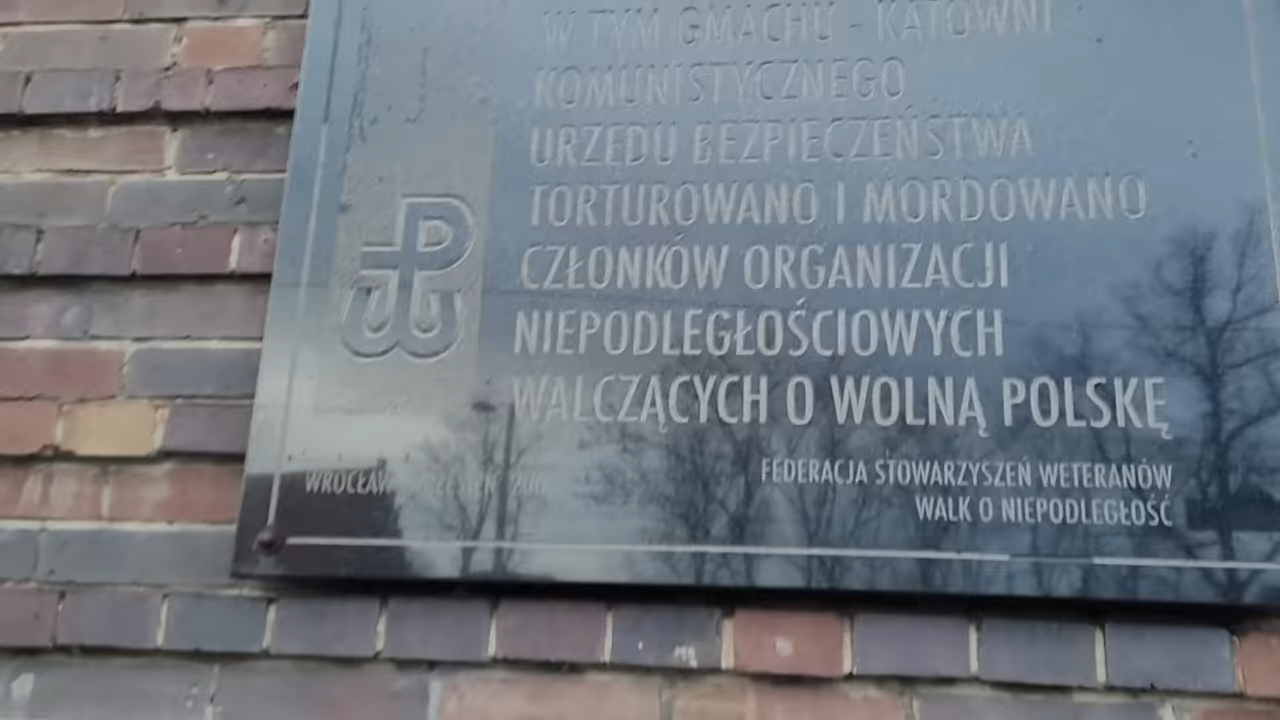 W TYM GMACHU - KATOWNI
KOMUNISTYCZNEGO
URZĘDU BEZPIECZEŃSTWA
TORTUROWANO I MORDOWANO
CZŁONKÓW ORGANIZACJI
NIEPODLEGŁOŚCIOWYCH
WALCZĄCYCH O WOLNĄ POLSKĘ
FEDERACJA STOWARZYSZEŃ WETERANÓW
WALK O NIEPODLEGŁOŚĆ
WROCŁAW